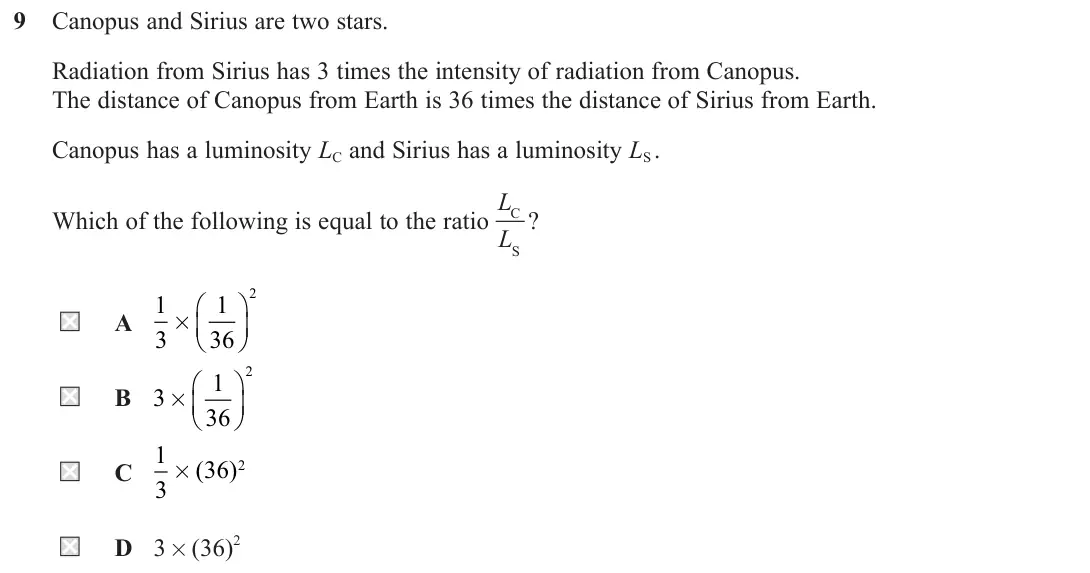 9 Canopus and Sirius are two stars.
Radiation from Sirius has 3 times the intensity of radiation from Canopus.
The distance of Canopus from Earth is 36 times the distance of Sirius from Earth.
Canopus has a luminosity L_C and Sirius has a luminosity L_S.
Which of the following is equal to the ratio L_C/L_S?
A 1/3 × (1/36)²
B 3 × (1/36)²
C 1/3 × (36)²
D 3 × (36)²